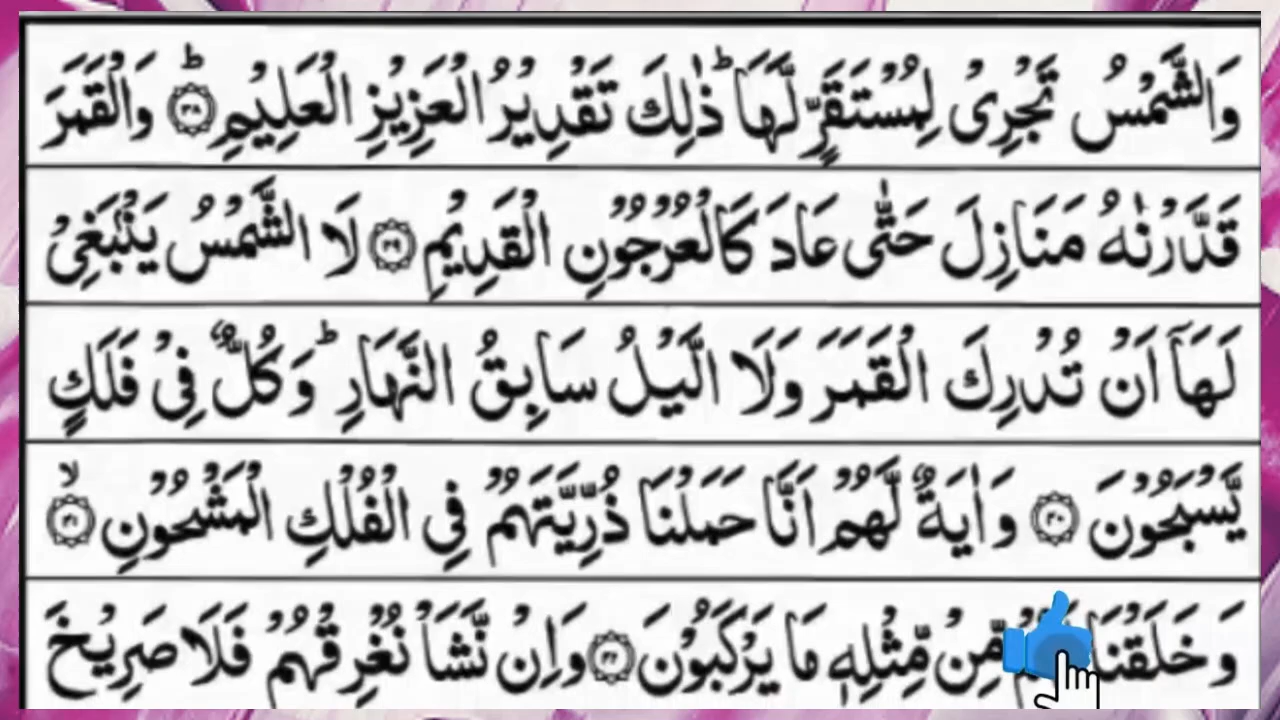 وَالشَّمۡسُ تَجۡرِىۡ لِمُسۡتَقَرٍّ لَّهَا ؕ ذٰلِكَ تَقۡدِيۡرُ الۡعَزِيۡزِ الۡعَلِيۡمِ ؕ‏ ﴿۳۸﴾ وَالۡقَمَرَ
قَدَّرۡنٰهُ مَنَازِلَ حَتّٰى عَادَ كَالۡعُرۡجُوۡنِ الۡقَدِيۡمِ ﴿۳۹﴾ لَا الشَّمۡسُ يَنۡۢبَغِىۡ
لَهَاۤ اَنۡ تُدۡرِكَ الۡقَمَرَ وَلَا الَّيۡلُ سَابِقُ النَّهَارِ ؕ وَكُلٌّ فِىۡ فَلَكٍ
يَّسۡبَحُوۡنَ ﴿۴۰﴾ وَاٰيَةٌ لَّهُمۡ اَنَّا حَمَلۡنَا ذُرِّيَّتَهُمۡ فِى الۡفُلۡكِ الۡمَشۡحُوۡنِۙ ﴿۴۱﴾
وَخَلَقۡنَا مِّنۡ مِّثۡلِهٖ مَا يَرۡكَبُوۡنَ ﴿۴۲﴾ وَاِنۡ نَّشَاۡ نُغۡرِقۡهُمۡ فَلَا صَرِيۡخَ